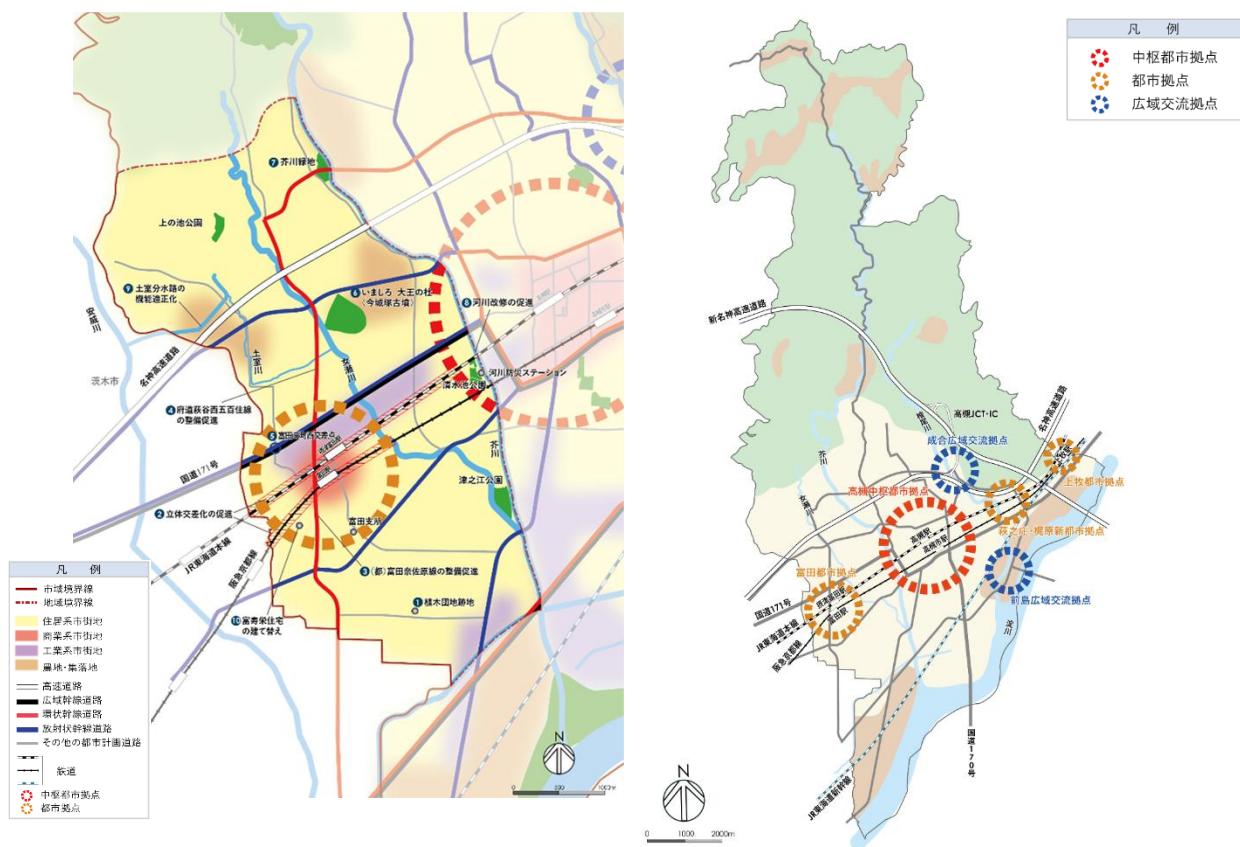 7 芥川緑地
上の池公園
9 土室分水路の
機能適正化
6 いましろ 大王の杜
(今城塚古墳)
8 河川改修の促進
安威川
名神高速道路
茨木市
土室川
女瀬川
河川防災ステーション
清水池公園
4 府道萩谷西五百住線
の整備促進
芥川
国道171号
津之江公園
2 立体交差化の促進
富田支所
JR東海道本線
阪急京都線
3 (都)富田奈佐原線の整備促進
1 植木団地跡地
10 富寿栄住宅
の建て替え
凡 例
市域境界線
地域境界線
住居系市街地
商業系市街地
工業系市街地
農地・集落地
高速道路
広域幹線道路
環状幹線道路
放射状幹線道路
その他の都市計画道路
鉄道
中枢都市拠点
都市拠点
N
0 500 1000m
凡 例
中枢都市拠点
都市拠点
広域交流拠点
新名神高速道路
高槻JCT・IC
名神高速道路
檜尾川
成合広域交流拠点
上牧駅
芥川
上牧都市拠点
高槻中枢都市拠点
女瀬川
高槻駅
高槻市駅
萩之庄・梶原新都市拠点
富田都市拠点
摂津富田駅
富田駅
前島広域交流拠点
国道171号
淀川
JR東海道本線
阪急京都線
国道170号
JR東海道新幹線
N
0 1000 2000m